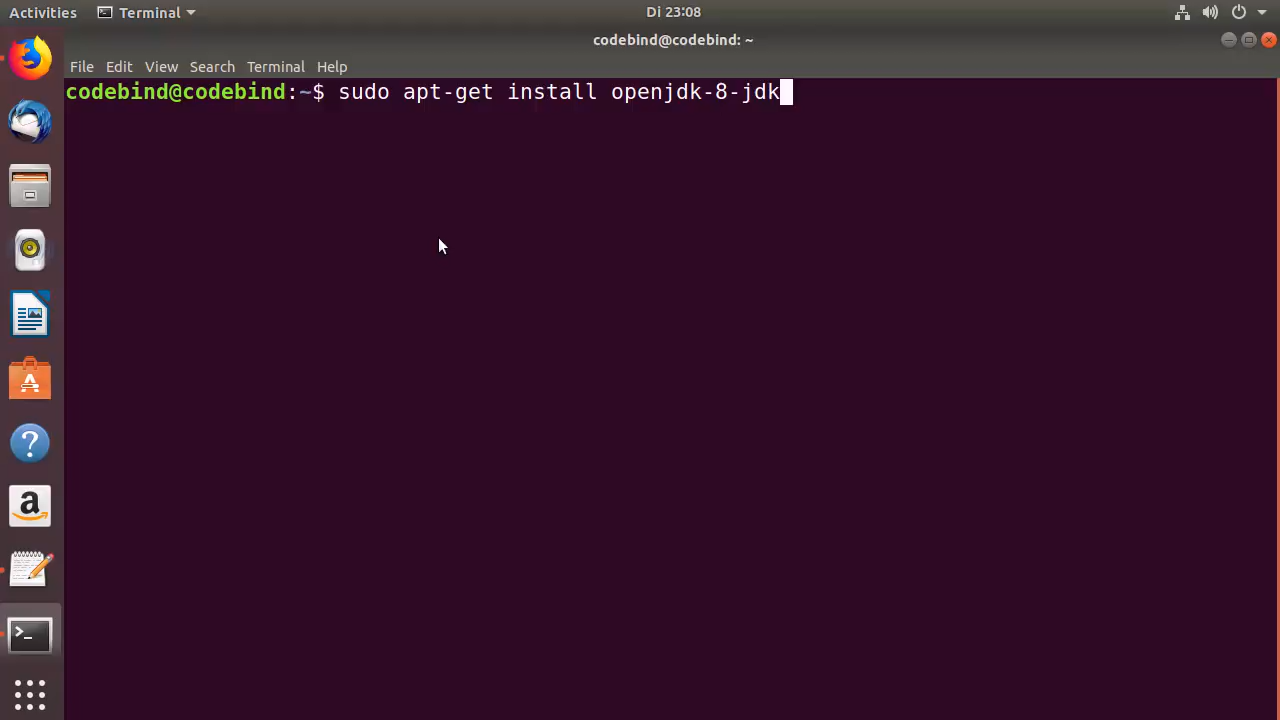 Activities Terminal Di 23:08
codebind@codebind: ~
File Edit View Search Terminal Help
codebind@codebind:~$ sudo apt-get install openjdk-8-jdk